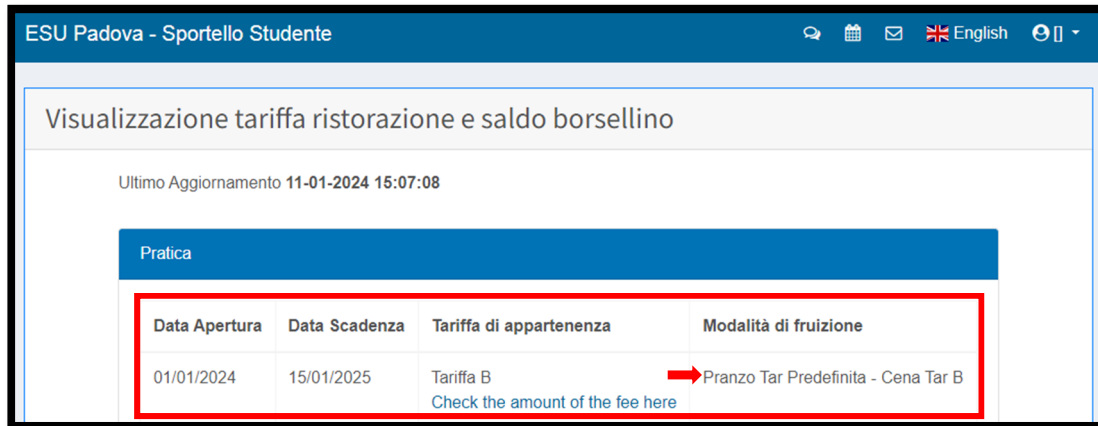 ESU Padova - Sportello Studente English []
Visualizzazione tariffa ristorazione e saldo borsellino
Ultimo Aggiornamento 11-01-2024 15:07:08
Pratica
Data Apertura Data Scadenza Tariffa di appartenenza Modalità di fruizione
01/01/2024 15/01/2025 Tariffa B Pranzo Tar Predefinita - Cena Tar B
Check the amount of the fee here